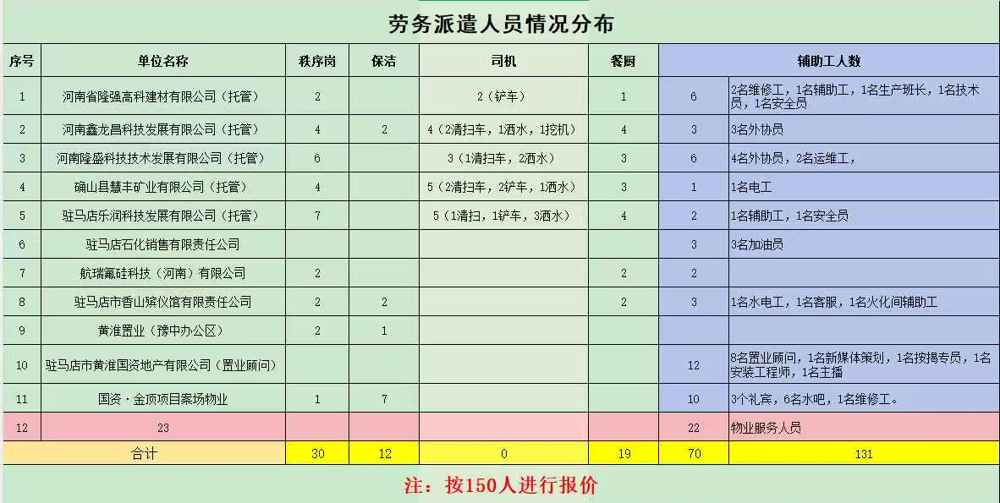 劳务派遣人员情况分布
序号 单位名称 秩序岗 保洁 司机 餐厨 辅助工人数
1 河南省隆强高科建材有限公司（托管） 2 2（铲车） 1 6 2名维修工，1名辅助工，1名生产班长，1名技术
员，1名安全员
2 河南鑫龙昌科技发展有限公司（托管） 4 2 4（2清扫车，1洒水，1挖机） 4 3 3名外协员
3 河南隆盛科技技术发展有限公司（托管） 6 3（1清扫车，2洒水） 3 6 4名外协员，2名运维工，
4 确山县慧丰矿业有限公司（托管） 4 5（2清扫车，2铲车，1洒水） 3 1 1名电工
5 驻马店乐润科技发展有限公司（托管） 7 5（1清扫，1铲车，3洒水） 4 2 1名辅助工，1名安全员
6 驻马店石化销售有限责任公司 3 3名加油员
7 航瑞氟硅科技（河南）有限公司 2 2 2
8 驻马店市香山殡仪馆有限责任公司 2 2 2 3 1名水电工，1名客服，1名火化间辅助工
9 黄淮置业（豫中办公区） 2 1
10 驻马店市黄淮国资地产有限公司（置业顾问） 12 8名置业顾问，1名新媒体策划，1名按揭专员，1名
安装工程师，1名主播
11 国资·金顶项目案场物业 1 7 10 3个礼宾，6名水吧，1名维修工。
12 23 22 物业服务人员
合计 30 12 0 19 70 131
注：按150人进行报价